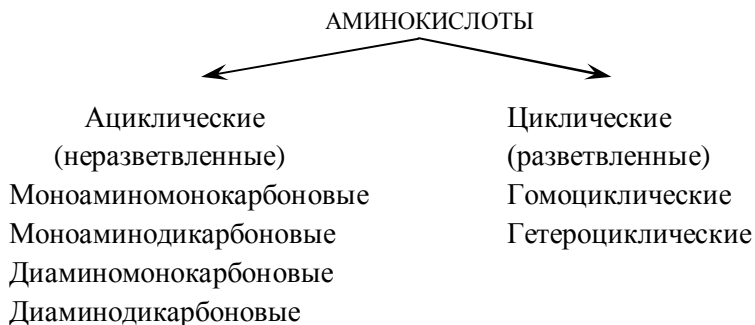 АМИНОКИСЛОТЫ
Ациклические
(неразветвленные)
Моноаминомонокарбоновые
Моноаминодикарбоновые
Диаминомонокарбоновые
Диаминодикарбоновые
Циклические
(разветвленные)
Гомоциклические
Гетероциклические